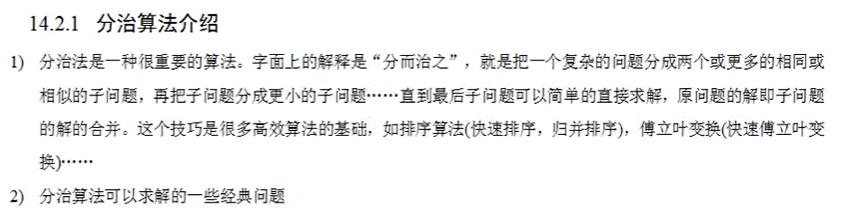 14.2.1 分治算法介绍
1) 分治法是一种很重要的算法。字面上的解释是“分而治之”，就是把一个复杂的问题分成两个或更多的相同或
相似的子问题，再把子问题分成更小的子问题……直到最后子问题可以简单的直接求解，原问题的解即子问题
的解的合并。这个技巧是很多高效算法的基础，如排序算法(快速排序，归并排序)，傅立叶变换(快速傅立叶变
换)……
2) 分治算法可以求解的一些经典问题